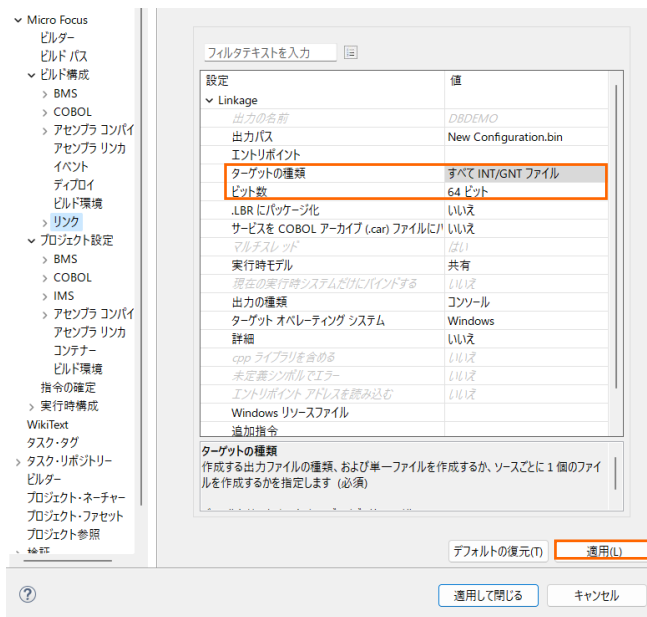 Micro Focus
ビルダー
ビルド パス
ビルド構成
BMS
COBOL
アセンブラ コンパイ
アセンブラ リンカ
イベント
ディプロイ
ビルド環境
リンク
プロジェクト設定
BMS
COBOL
IMS
アセンブラ コンパイ
アセンブラ リンカ
コンテナー
ビルド環境
指令の確定
実行時構成
WikiText
タスク・タグ
タスク・リポジトリー
ビルダー
プロジェクト・ネーチャー
プロジェクト・ファセット
プロジェクト参照
検証
フィルタテキストを入力
設定 値
Linkage
出力の名前 DBDEMO
出力パス New Configuration.bin
エントリポイント
ターゲットの種類 すべて INT/GNT ファイル
ビット数 64 ビット
.LBR にパッケージ化 いいえ
サービスを COBOL アーカイブ (.car) ファイルにパ いいえ
マルチスレッド はい
実行時モデル 共有
現在の実行時システムだけにバインドする いいえ
出力の種類 コンソール
ターゲット オペレーティング システム Windows
詳細 いいえ
cpp ライブラリを含める いいえ
未定義シンボルでエラー いいえ
エントリポイント アドレスを読み込む いいえ
Windows リソースファイル
追加指令
ターゲットの種類
作成する出力ファイルの種類、および単一ファイルを作成するか、ソースごとに 1 個のファイ
ルを作成するかを指定します (必須)
デフォルトの復元(T) 適用(L)
? 適用して閉じる キャンセル